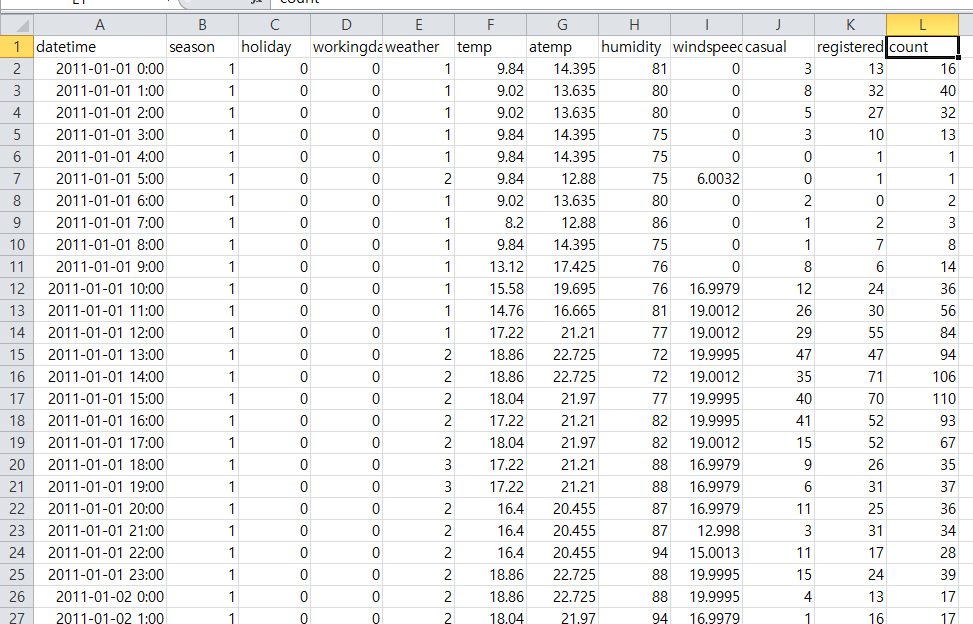 A B C D E F G H I J K L
1 datetime season holiday workingda weather temp atemp humidity windspeed casual registered count
2 2011-01-01 0:00 1 0 0 1 9.84 14.395 81 0 3 13 16
3 2011-01-01 1:00 1 0 0 1 9.02 13.635 80 0 8 32 40
4 2011-01-01 2:00 1 0 0 1 9.02 13.635 80 0 5 27 32
5 2011-01-01 3:00 1 0 0 1 9.84 14.395 75 0 3 10 13
6 2011-01-01 4:00 1 0 0 1 9.84 14.395 75 0 0 1 1
7 2011-01-01 5:00 1 0 0 2 9.84 12.88 75 6.0032 0 1 1
8 2011-01-01 6:00 1 0 0 1 9.02 13.635 80 0 2 0 2
9 2011-01-01 7:00 1 0 0 1 8.2 12.88 86 0 1 2 3
10 2011-01-01 8:00 1 0 0 1 9.84 14.395 75 0 1 7 8
11 2011-01-01 9:00 1 0 0 1 13.12 17.425 76 0 8 6 14
12 2011-01-01 10:00 1 0 0 1 15.58 19.695 76 16.9979 12 24 36
13 2011-01-01 11:00 1 0 0 1 14.76 16.665 81 19.0012 26 30 56
14 2011-01-01 12:00 1 0 0 1 17.22 21.21 77 19.0012 29 55 84
15 2011-01-01 13:00 1 0 0 2 18.86 22.725 72 19.9995 47 47 94
16 2011-01-01 14:00 1 0 0 2 18.86 22.725 72 19.0012 35 71 106
17 2011-01-01 15:00 1 0 0 2 18.04 21.97 77 19.9995 40 70 110
18 2011-01-01 16:00 1 0 0 2 17.22 21.21 82 19.9995 41 52 93
19 2011-01-01 17:00 1 0 0 2 18.04 21.97 82 19.0012 15 52 67
20 2011-01-01 18:00 1 0 0 3 17.22 21.21 88 16.9979 9 26 35
21 2011-01-01 19:00 1 0 0 3 17.22 21.21 88 16.9979 6 31 37
22 2011-01-01 20:00 1 0 0 2 16.4 20.455 87 16.9979 11 25 36
23 2011-01-01 21:00 1 0 0 2 16.4 20.455 87 12.998 3 31 34
24 2011-01-01 22:00 1 0 0 2 16.4 20.455 94 15.0013 11 17 28
25 2011-01-01 23:00 1 0 0 2 18.86 22.725 88 19.9995 15 24 39
26 2011-01-02 0:00 1 0 0 2 18.86 22.725 88 19.9995 4 13 17
27 2011-01-02 1:00 1 0 0 2 18.04 21.97 94 16.9979 1 16 17